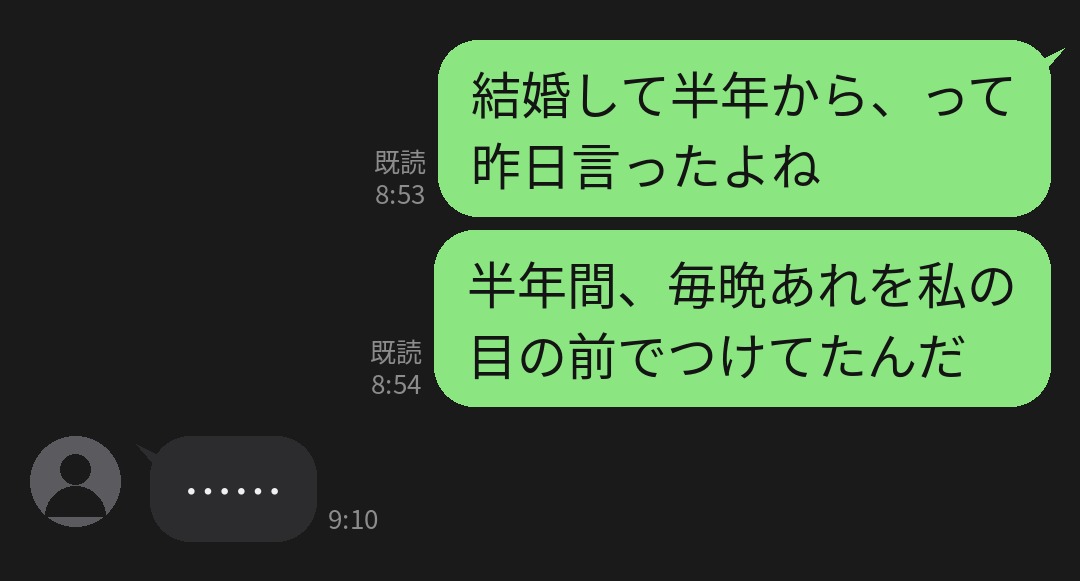 結婚して半年から、って
昨日言ったよね
既読
8:53
半年間、毎晩あれを私の
目の前でつけてたんだ
既読
8:54
……
9:10